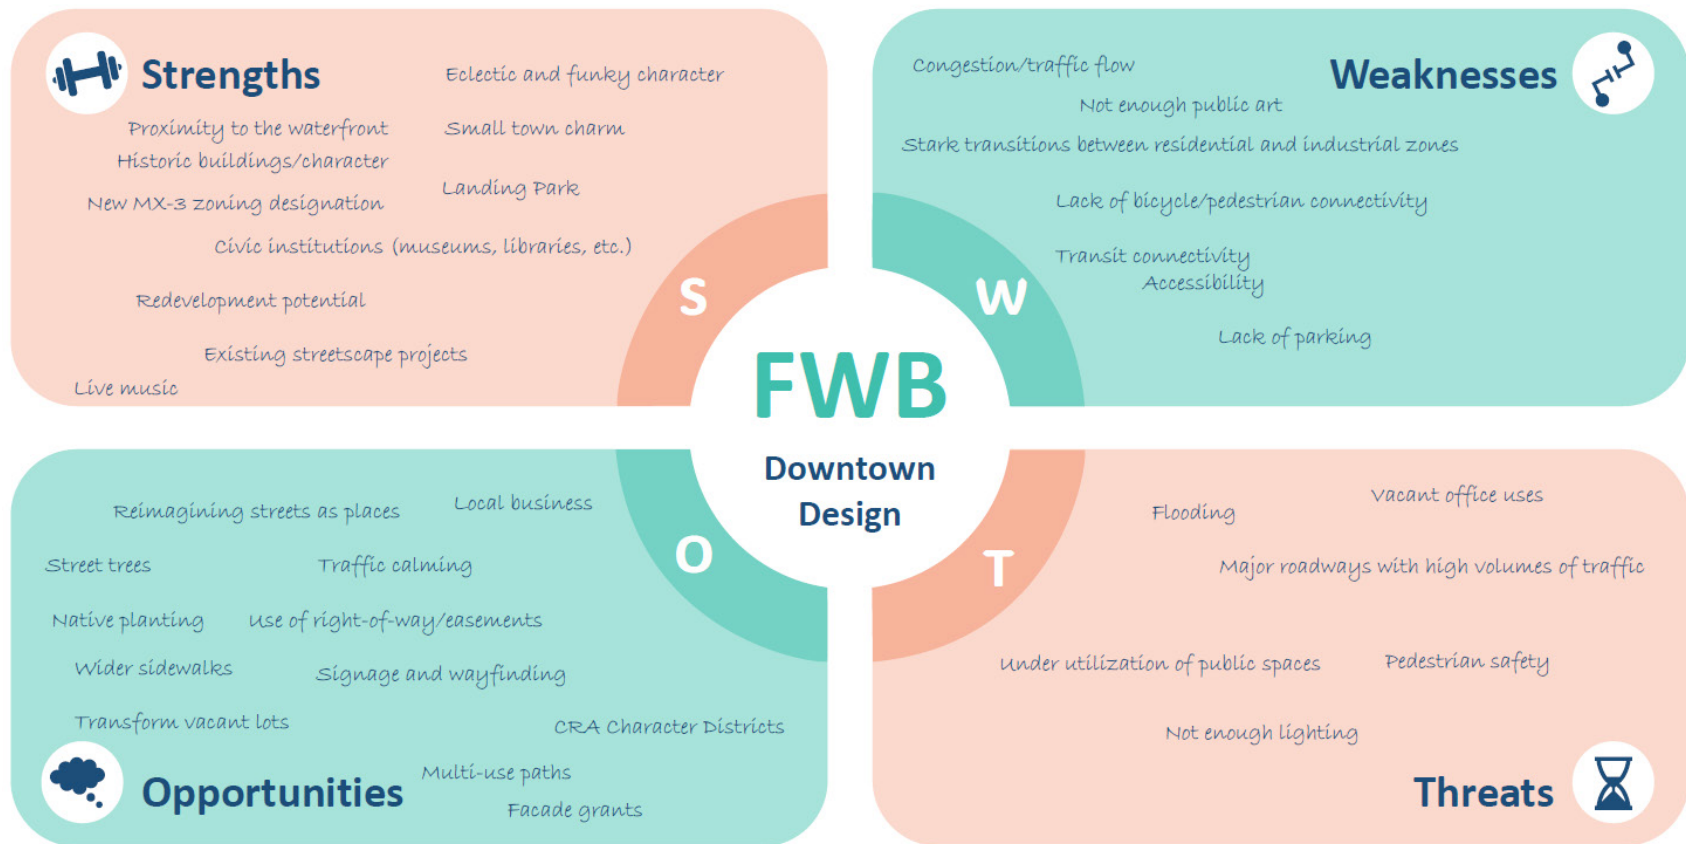 Strengths
Eclectic and funky character
Proximity to the waterfront
Small town charm
Historic buildings/character
Landing Park
New MX-3 zoning designation
Civic institutions (museums, libraries, etc.)
Redevelopment potential
Existing streetscape projects
Live music
S
Weaknesses
Congestion/traffic flow
Not enough public art
Stark transitions between residential and industrial zones
Lack of bicycle/pedestrian connectivity
Transit connectivity
Accessibility
Lack of parking
W
FWB
Downtown
Design
O
Reimagining streets as places
Local business
Street trees
Traffic calming
Native planting
Use of right-of-way/easements
Wider sidewalks
Signage and wayfinding
Transform vacant lots
CRA Character Districts
Multi-use paths
Facade grants
Opportunities
T
Vacant office uses
Flooding
Major roadways with high volumes of traffic
Under utilization of public spaces
Pedestrian safety
Not enough lighting
Threats